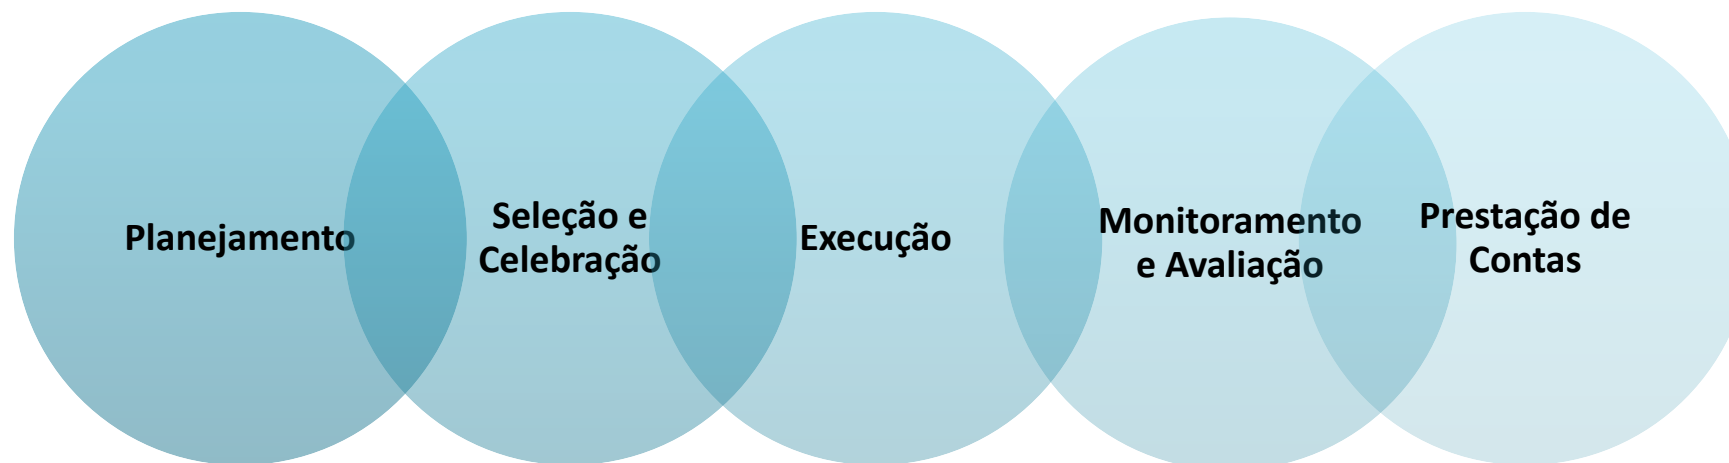 Planejamento
Seleção e
Celebração
Execução
Monitoramento
e Avaliação
Prestação de
Contas